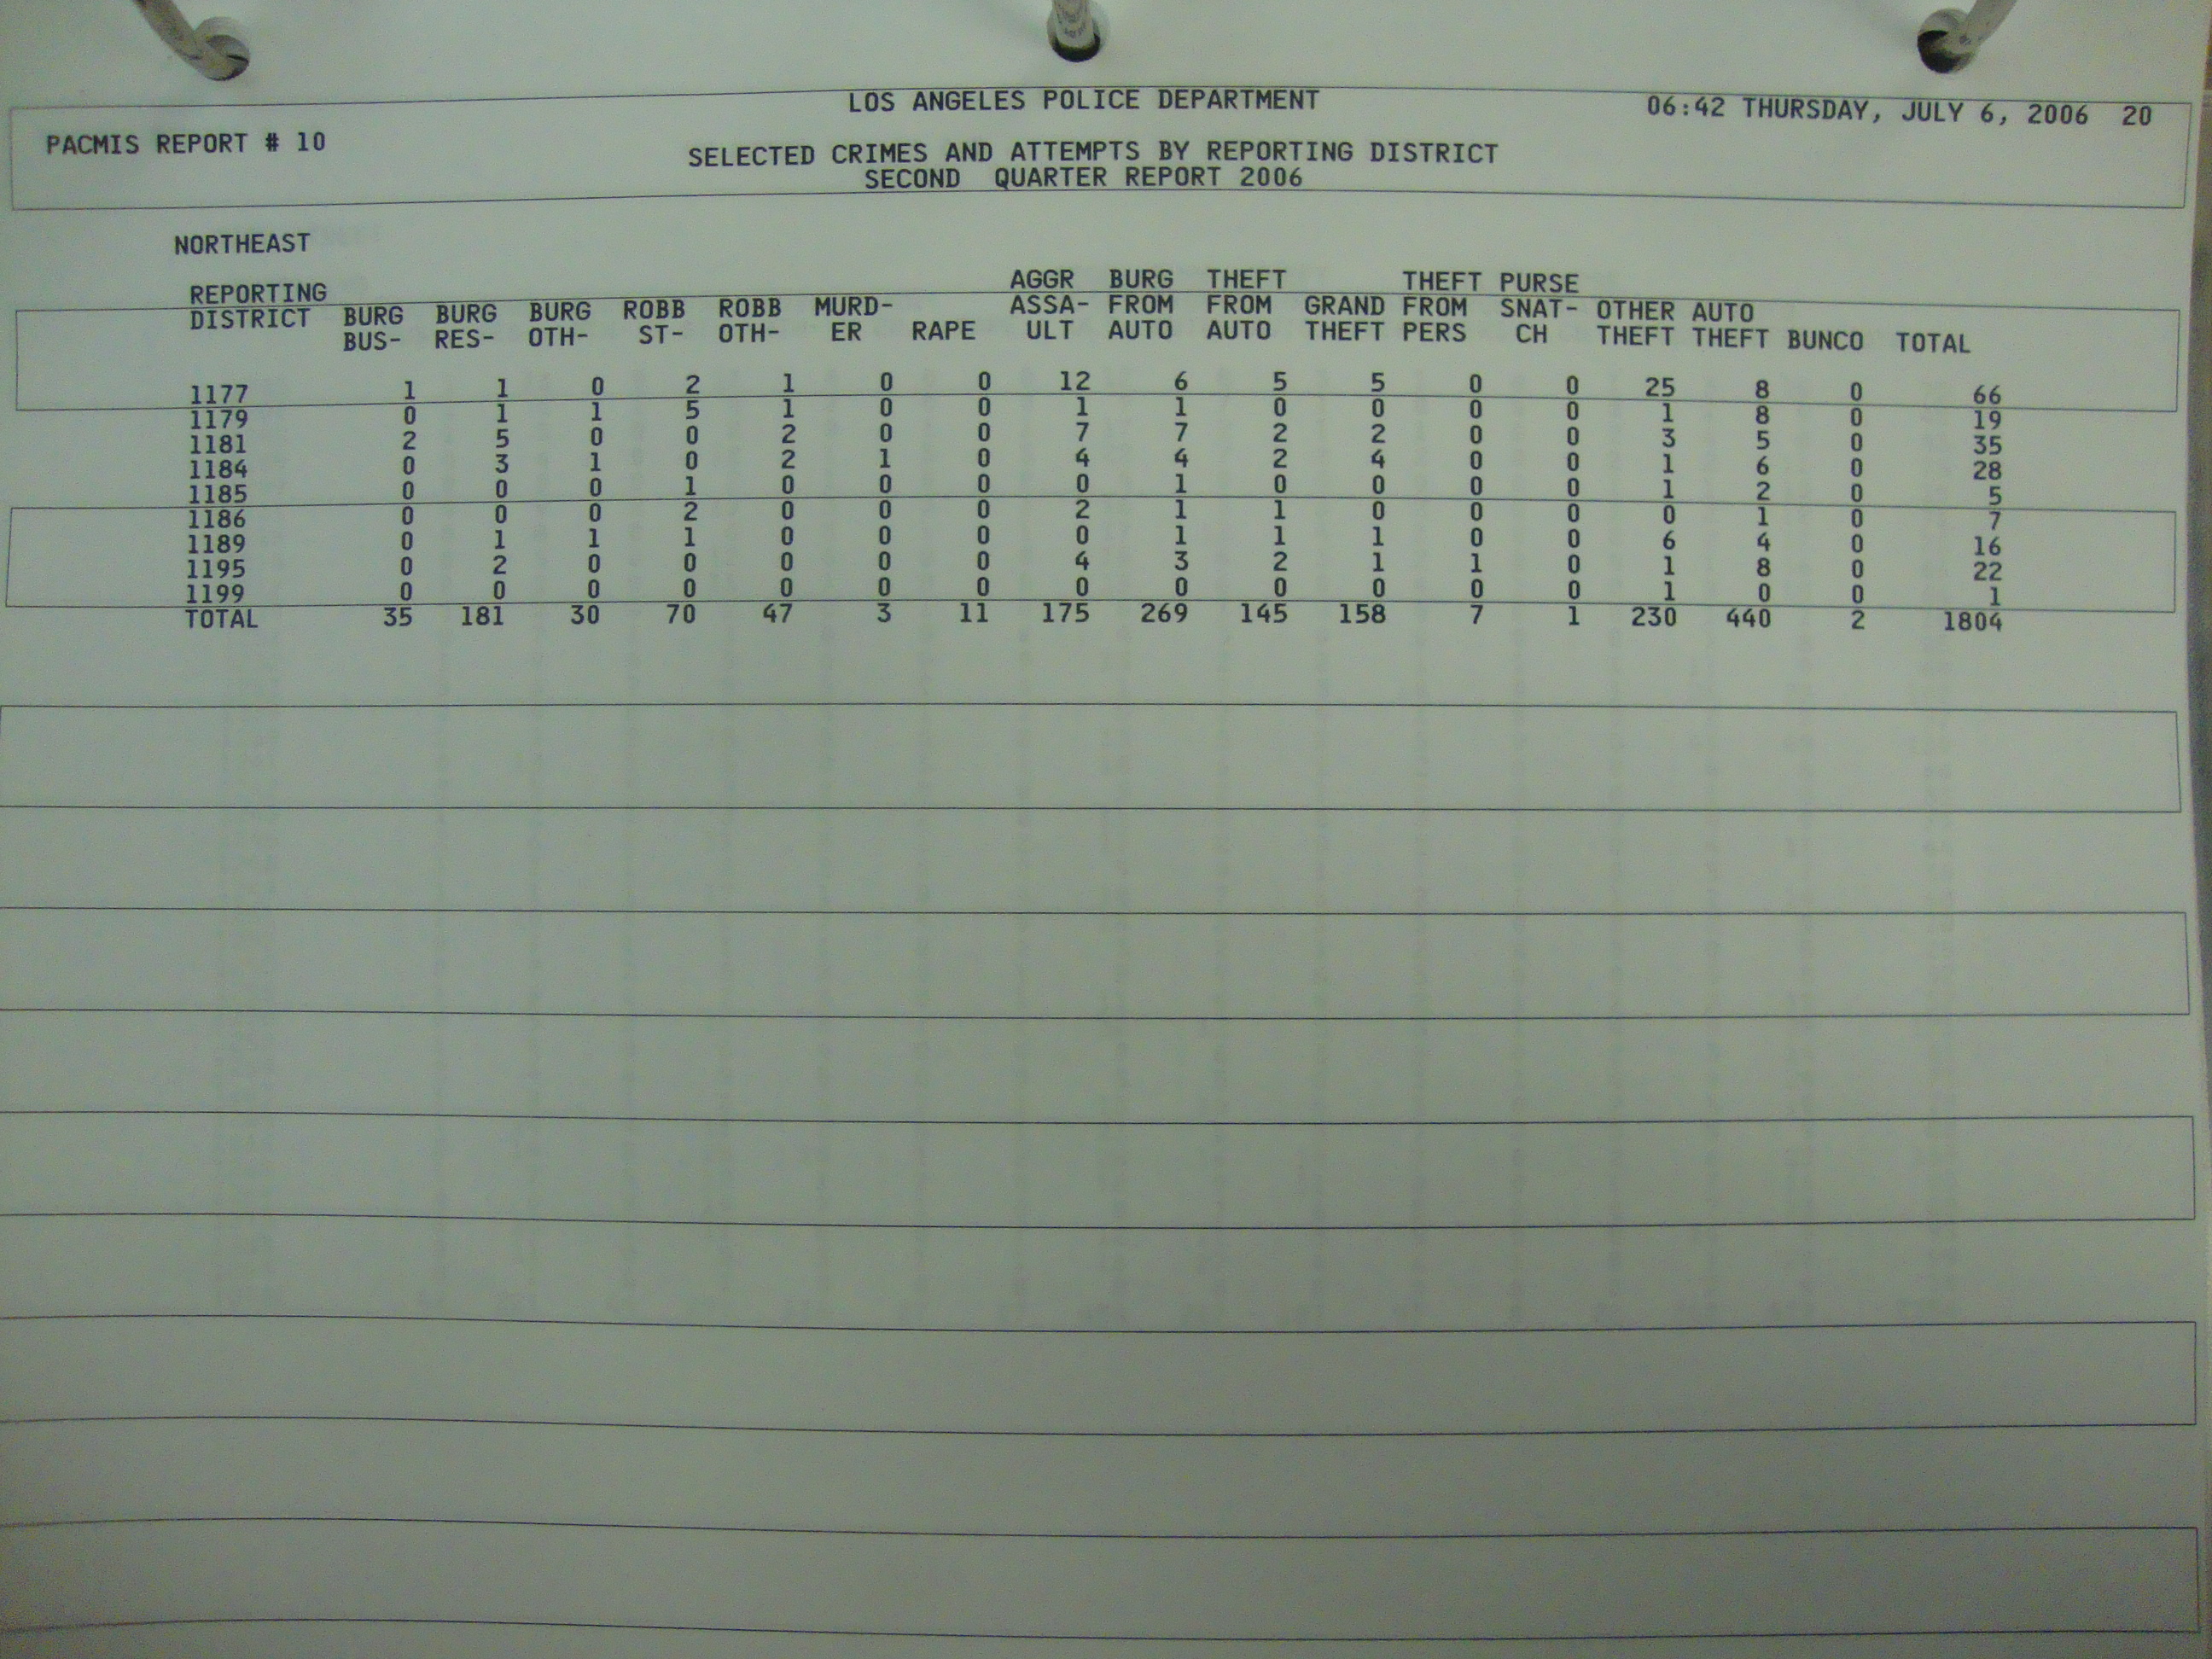 LOS ANGELES POLICE DEPARTMENT 06:42 THURSDAY, JULY 6, 2006 20
PACMIS REPORT # 10
SELECTED CRIMES AND ATTEMPTS BY REPORTING DISTRICT
SECOND QUARTER REPORT 2006
NORTHEAST
AGGR BURG THEFT THEFT PURSE
REPORTING BURG BURG BURG ROBB ROBB MURD- ASSA- FROM FROM GRAND FROM SNAT- OTHER AUTO
DISTRICT BUS- RES- OTH- ST- OTH- ER RAPE ULT AUTO AUTO THEFT PERS CH THEFT THEFT BUNCO TOTAL
1177 1 1 0 2 1 0 0 12 6 5 5 0 0 25 8 0 66
1179 0 1 1 5 1 0 0 1 1 0 0 0 0 1 8 0 19
1181 2 5 0 0 2 0 0 7 7 2 2 0 0 3 5 0 35
1184 0 3 1 0 2 1 0 4 4 2 4 0 0 1 6 0 28
1185 0 0 0 1 0 0 0 0 1 0 0 0 0 1 2 0 5
1186 0 0 0 2 0 0 0 2 1 1 0 0 0 0 1 0 7
1189 0 1 1 1 0 0 0 0 1 1 1 0 0 6 4 0 16
1195 0 2 0 0 0 0 0 4 3 2 1 1 0 1 8 0 22
1199 0 0 0 0 0 0 0 0 0 0 0 0 0 1 0 0 1
TOTAL 35 181 30 70 47 3 11 175 269 145 158 7 1 230 440 2 1804